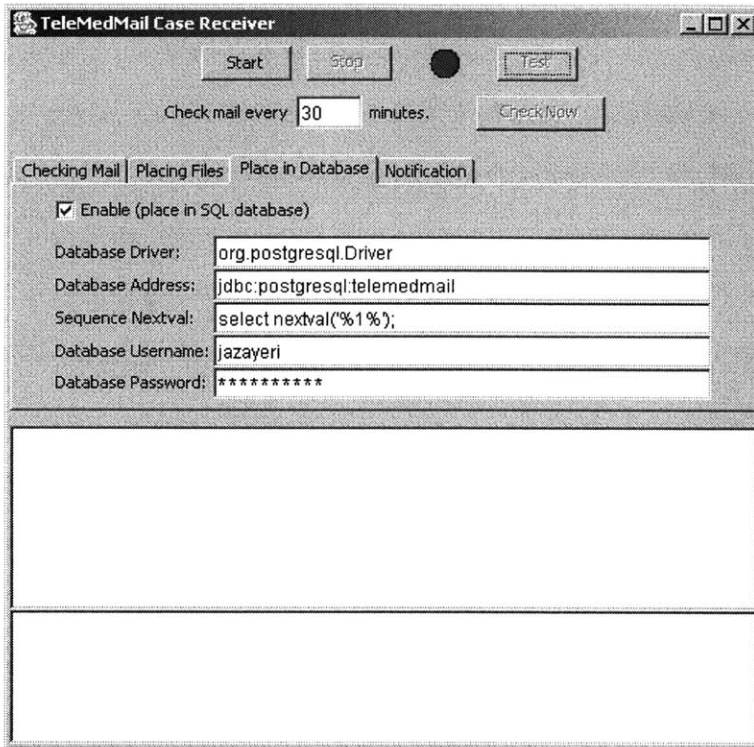 TeleMedMail Case Receiver
Start Stop Test
Check mail every 30 minutes. Check Now
Checking Mail Placing Files Place in Database Notification
Enable (place in SQL database)
Database Driver: org.postgresql.Driver
Database Address: jdbc:postgresql:telemedmail
Sequence Nextval: select nextval('%1%');
Database Username: jazayeri
Database Password: **********